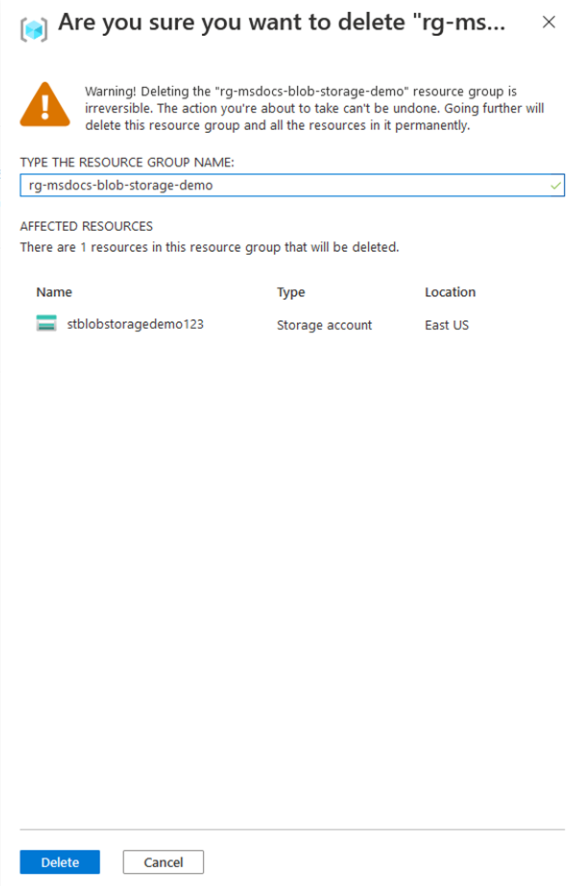 Are you sure you want to delete "rg-ms...
Warning! Deleting the "rg-msdocs-blob-storage-demo" resource group is
irreversible. The action you're about to take can't be undone. Going further will
delete this resource group and all the resources in it permanently.
TYPE THE RESOURCE GROUP NAME:
rg-msdocs-blob-storage-demo
AFFECTED RESOURCES
There are 1 resources in this resource group that will be deleted.
Name Type Location
stblobstoragedemo123 Storage account East US
Delete Cancel